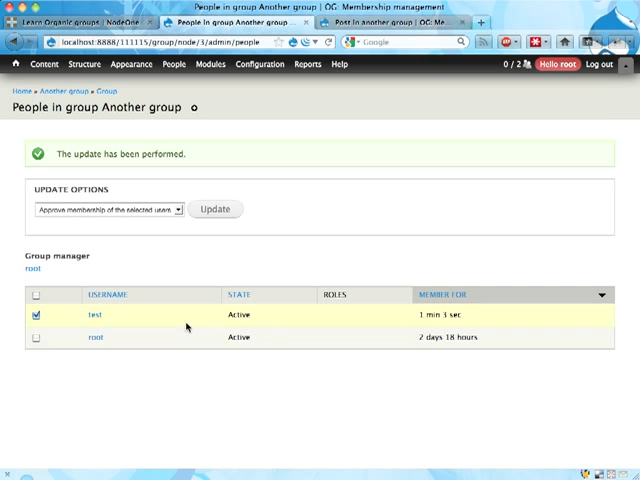 People in group Another group | OG: Membership management
Learn Organic groups | NodeOne
People in group Another group ...
Post in another group | OG: Me...
localhost:8888/111115/group/node/3/admin/people
Google
Content Structure Appearance People Modules Configuration Reports Help
0 / 2 Hello root Log out
Home » Another group » Group
People in group Another group
The update has been performed.
UPDATE OPTIONS
Approve membership of the selected users
Update
Group manager
root
USERNAME STATE ROLES MEMBER FOR
test Active 1 min 3 sec
root Active 2 days 18 hours